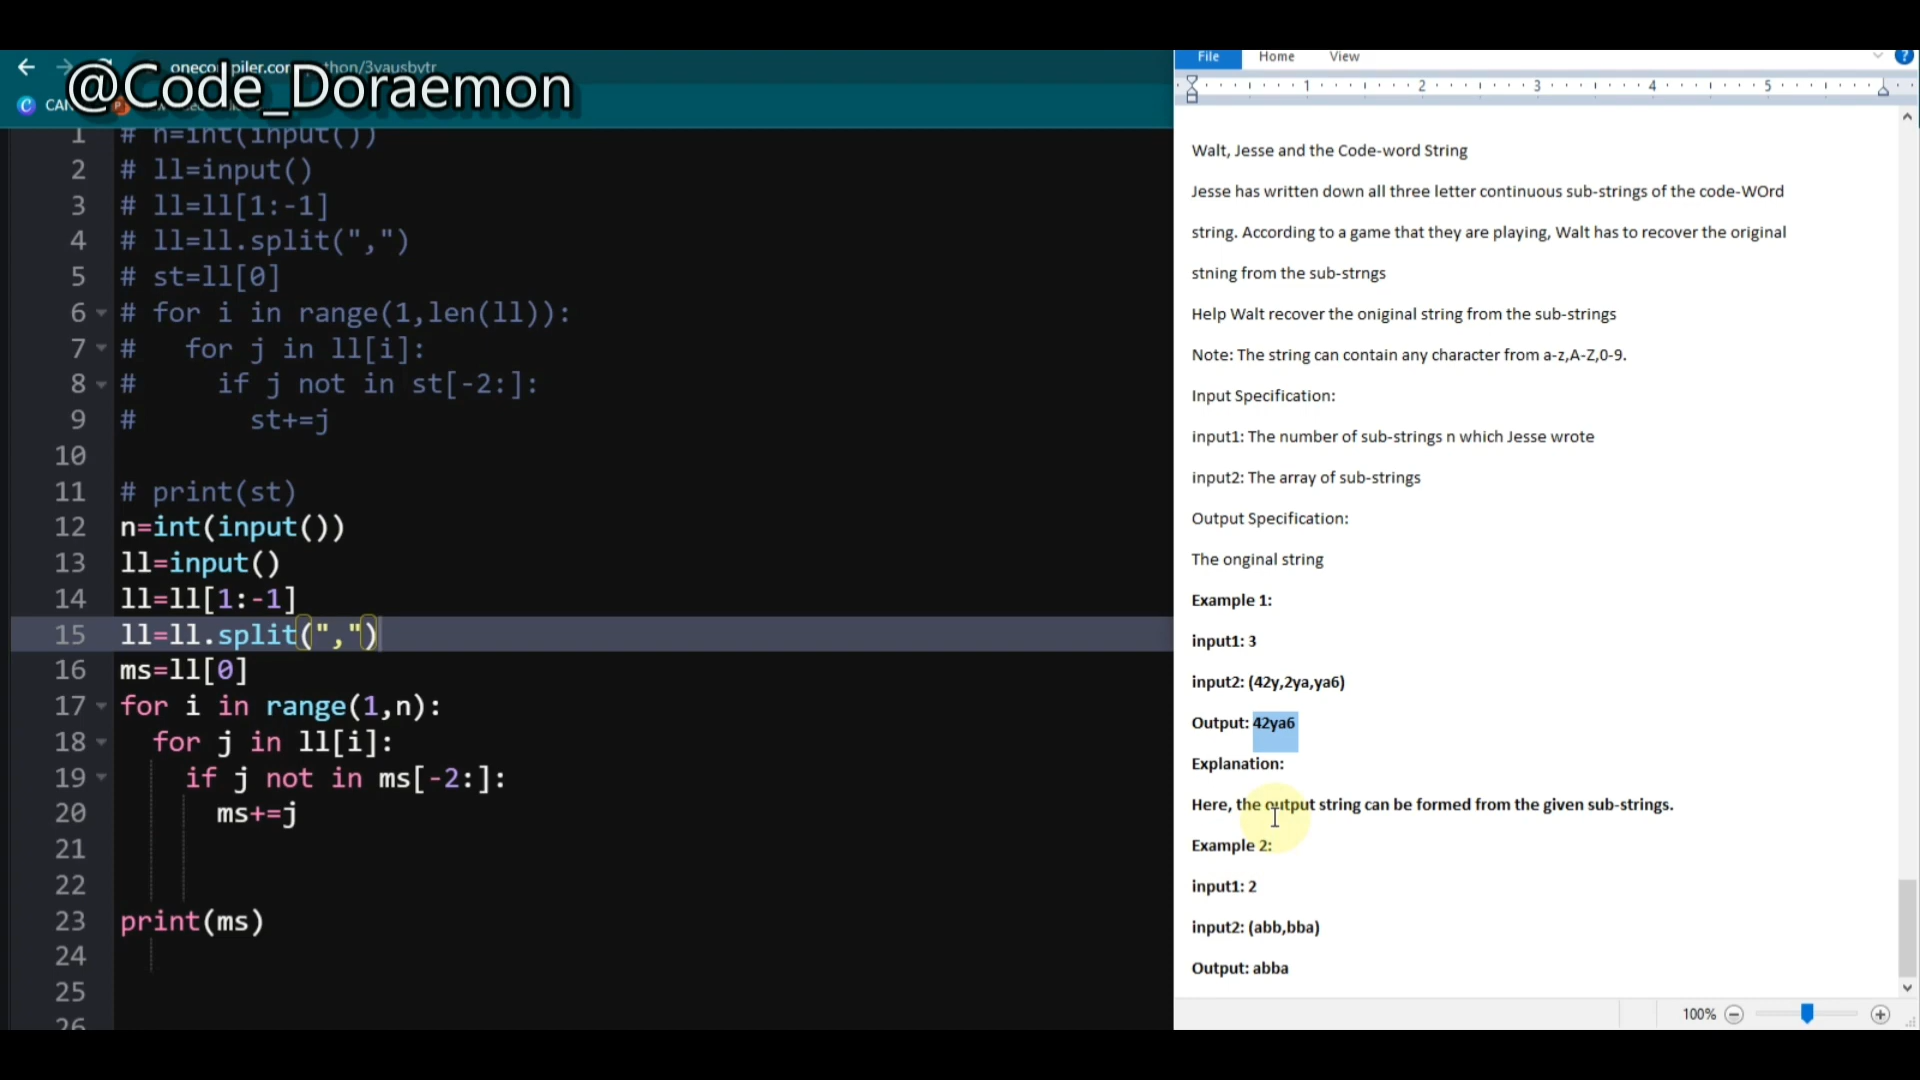 @Code_Doraemon
File Home View
1 2 3 4 5
1 # n=int(input())
2 # ll=input()
3 # ll=ll[1:-1]
4 # ll=ll.split(",")
5 # st=ll[0]
6 # for i in range(1,len(ll)):
7 # for j in ll[i]:
8 # if j not in st[-2:]:
9 # st+=j
10
11 # print(st)
12 n=int(input())
13 ll=input()
14 ll=ll[1:-1]
15 ll=ll.split(",")
16 ms=ll[0]
17 for i in range(1,n):
18 for j in ll[i]:
19 if j not in ms[-2:]:
20 ms+=j
21
22
23 print(ms)
24
25
26
Walt, Jesse and the Code-word String
Jesse has written down all three letter continuous sub-strings of the code-WOrd
string. According to a game that they are playing, Walt has to recover the original
stning from the sub-strngs
Help Walt recover the oniginal string from the sub-strings
Note: The string can contain any character from a-z,A-Z,0-9.
Input Specification:
input1: The number of sub-strings n which Jesse wrote
input2: The array of sub-strings
Output Specification:
The onginal string
Example 1:
input1: 3
input2: (42y,2ya,ya6)
Output: 42ya6
Explanation:
Here, the output string can be formed from the given sub-strings.
Example 2:
input1: 2
input2: (abb,bba)
Output: abba
100%